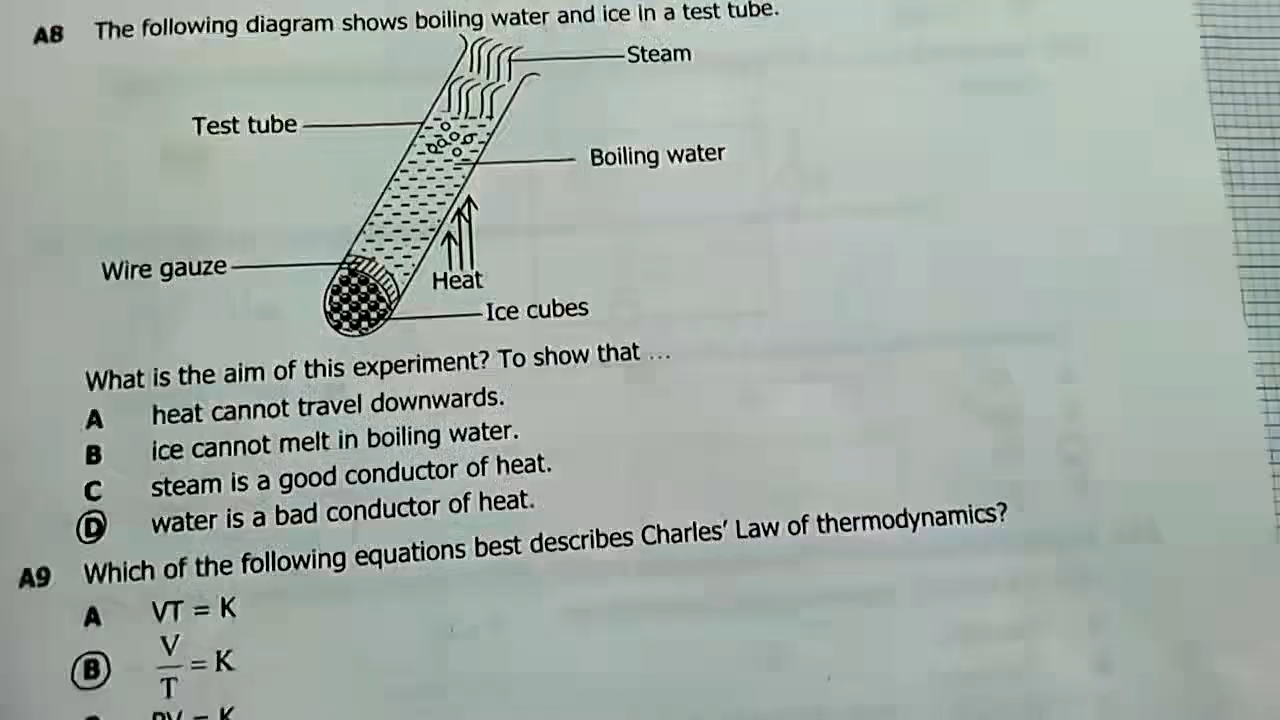 A8 The following diagram shows boiling water and ice in a test tube.
Steam
Test tube
Boiling water
Wire gauze
Heat
Ice cubes
What is the aim of this experiment? To show that ...
A heat cannot travel downwards.
B ice cannot melt in boiling water.
C steam is a good conductor of heat.
D water is a bad conductor of heat.
A9 Which of the following equations best describes Charles' Law of thermodynamics?
A VT = K
B V/T = K
PV = K